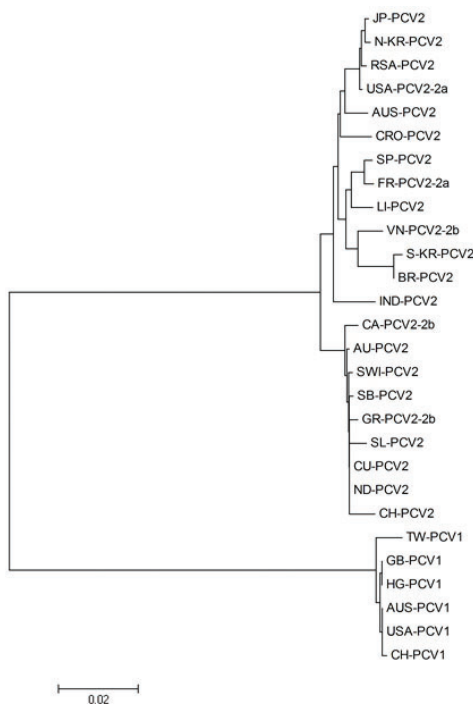 JP-PCV2
N-KR-PCV2
RSA-PCV2
USA-PCV2-2a
AUS-PCV2
CRO-PCV2
SP-PCV2
FR-PCV2-2a
LI-PCV2
VN-PCV2-2b
S-KR-PCV2
BR-PCV2
IND-PCV2
CA-PCV2-2b
AU-PCV2
SWI-PCV2
SB-PCV2
GR-PCV2-2b
SL-PCV2
CU-PCV2
ND-PCV2
CH-PCV2
TW-PCV1
GB-PCV1
HG-PCV1
AUS-PCV1
USA-PCV1
CH-PCV1
0.02